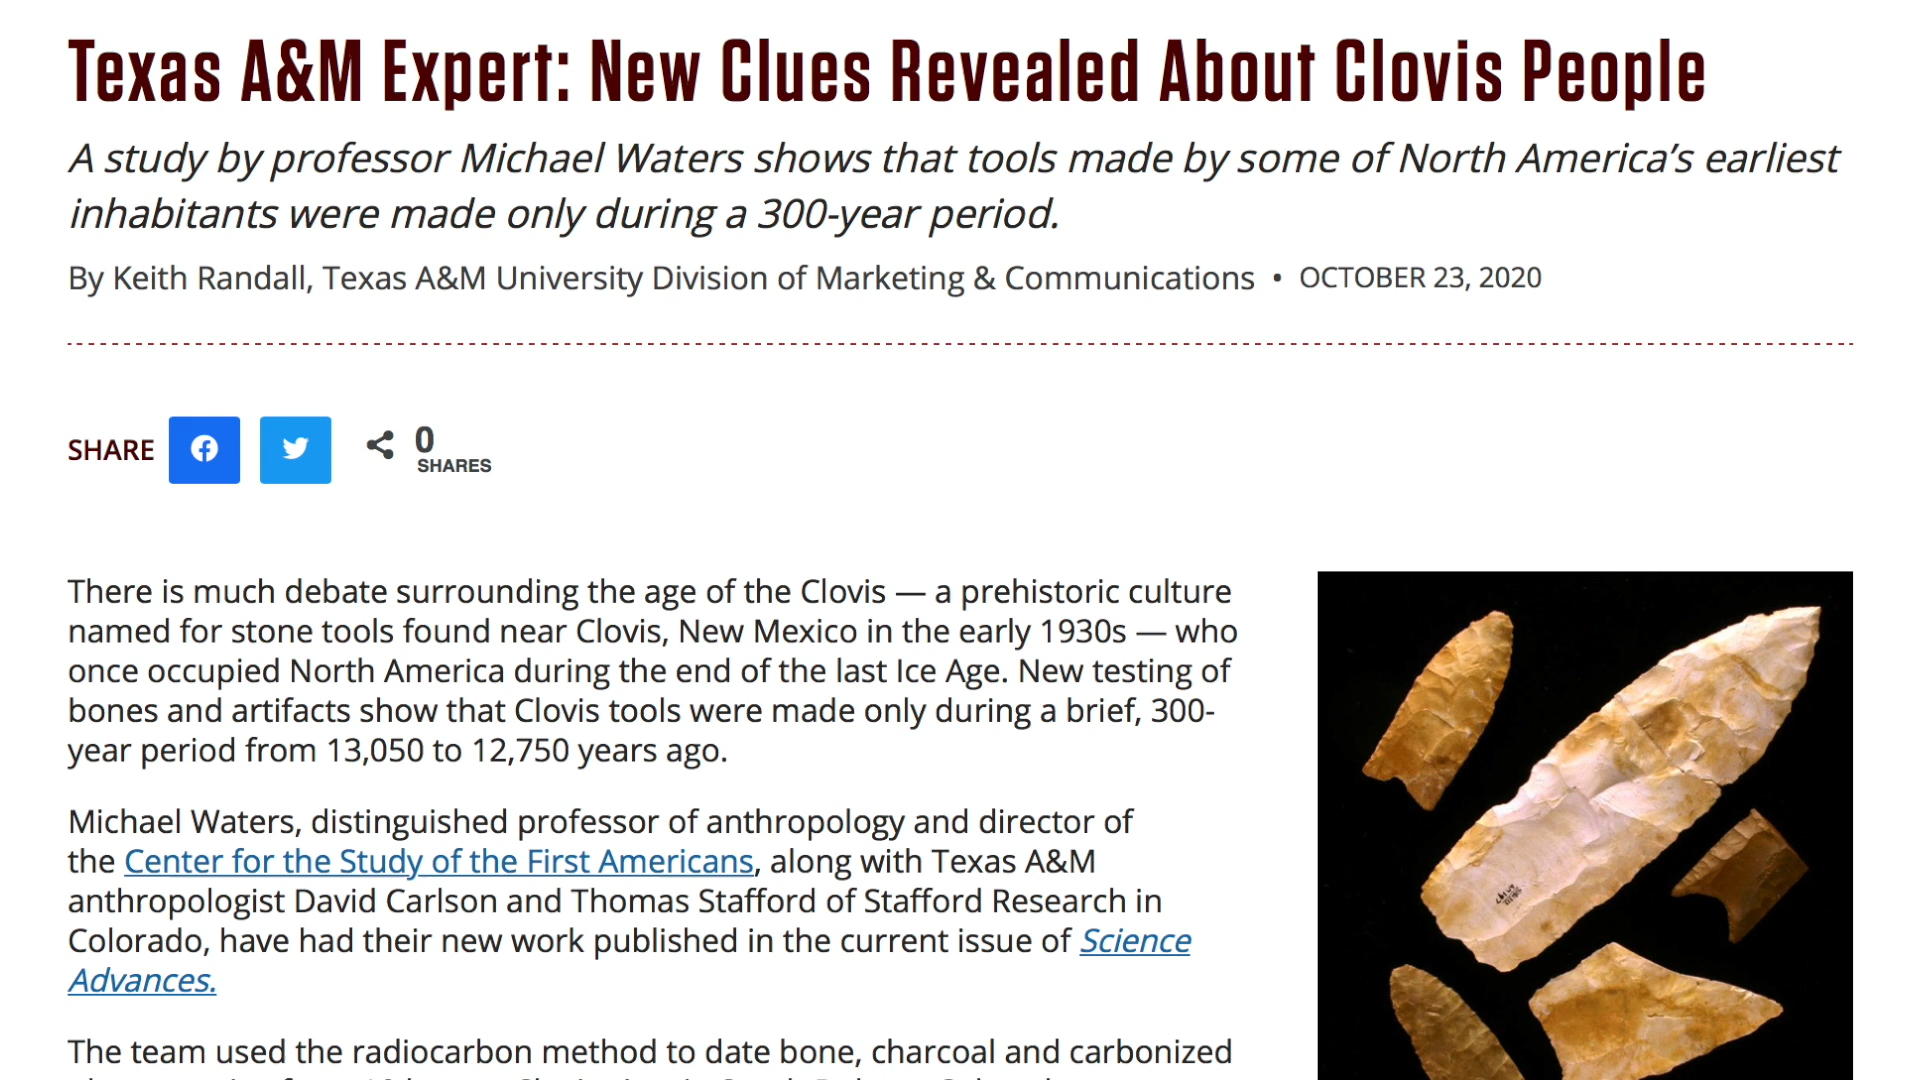 Texas A&M Expert: New Clues Revealed About Clovis People
A study by professor Michael Waters shows that tools made by some of North America’s earliest
inhabitants were made only during a 300-year period.
By Keith Randall, Texas A&M University Division of Marketing & Communications • OCTOBER 23, 2020
SHARE
0
SHARES
There is much debate surrounding the age of the Clovis — a prehistoric culture
named for stone tools found near Clovis, New Mexico in the early 1930s — who
once occupied North America during the end of the last Ice Age. New testing of
bones and artifacts show that Clovis tools were made only during a brief, 300-
year period from 13,050 to 12,750 years ago.
Michael Waters, distinguished professor of anthropology and director of
the Center for the Study of the First Americans, along with Texas A&M
anthropologist David Carlson and Thomas Stafford of Stafford Research in
Colorado, have had their new work published in the current issue of Science
Advances.
The team used the radiocarbon method to date bone, charcoal and carbonized